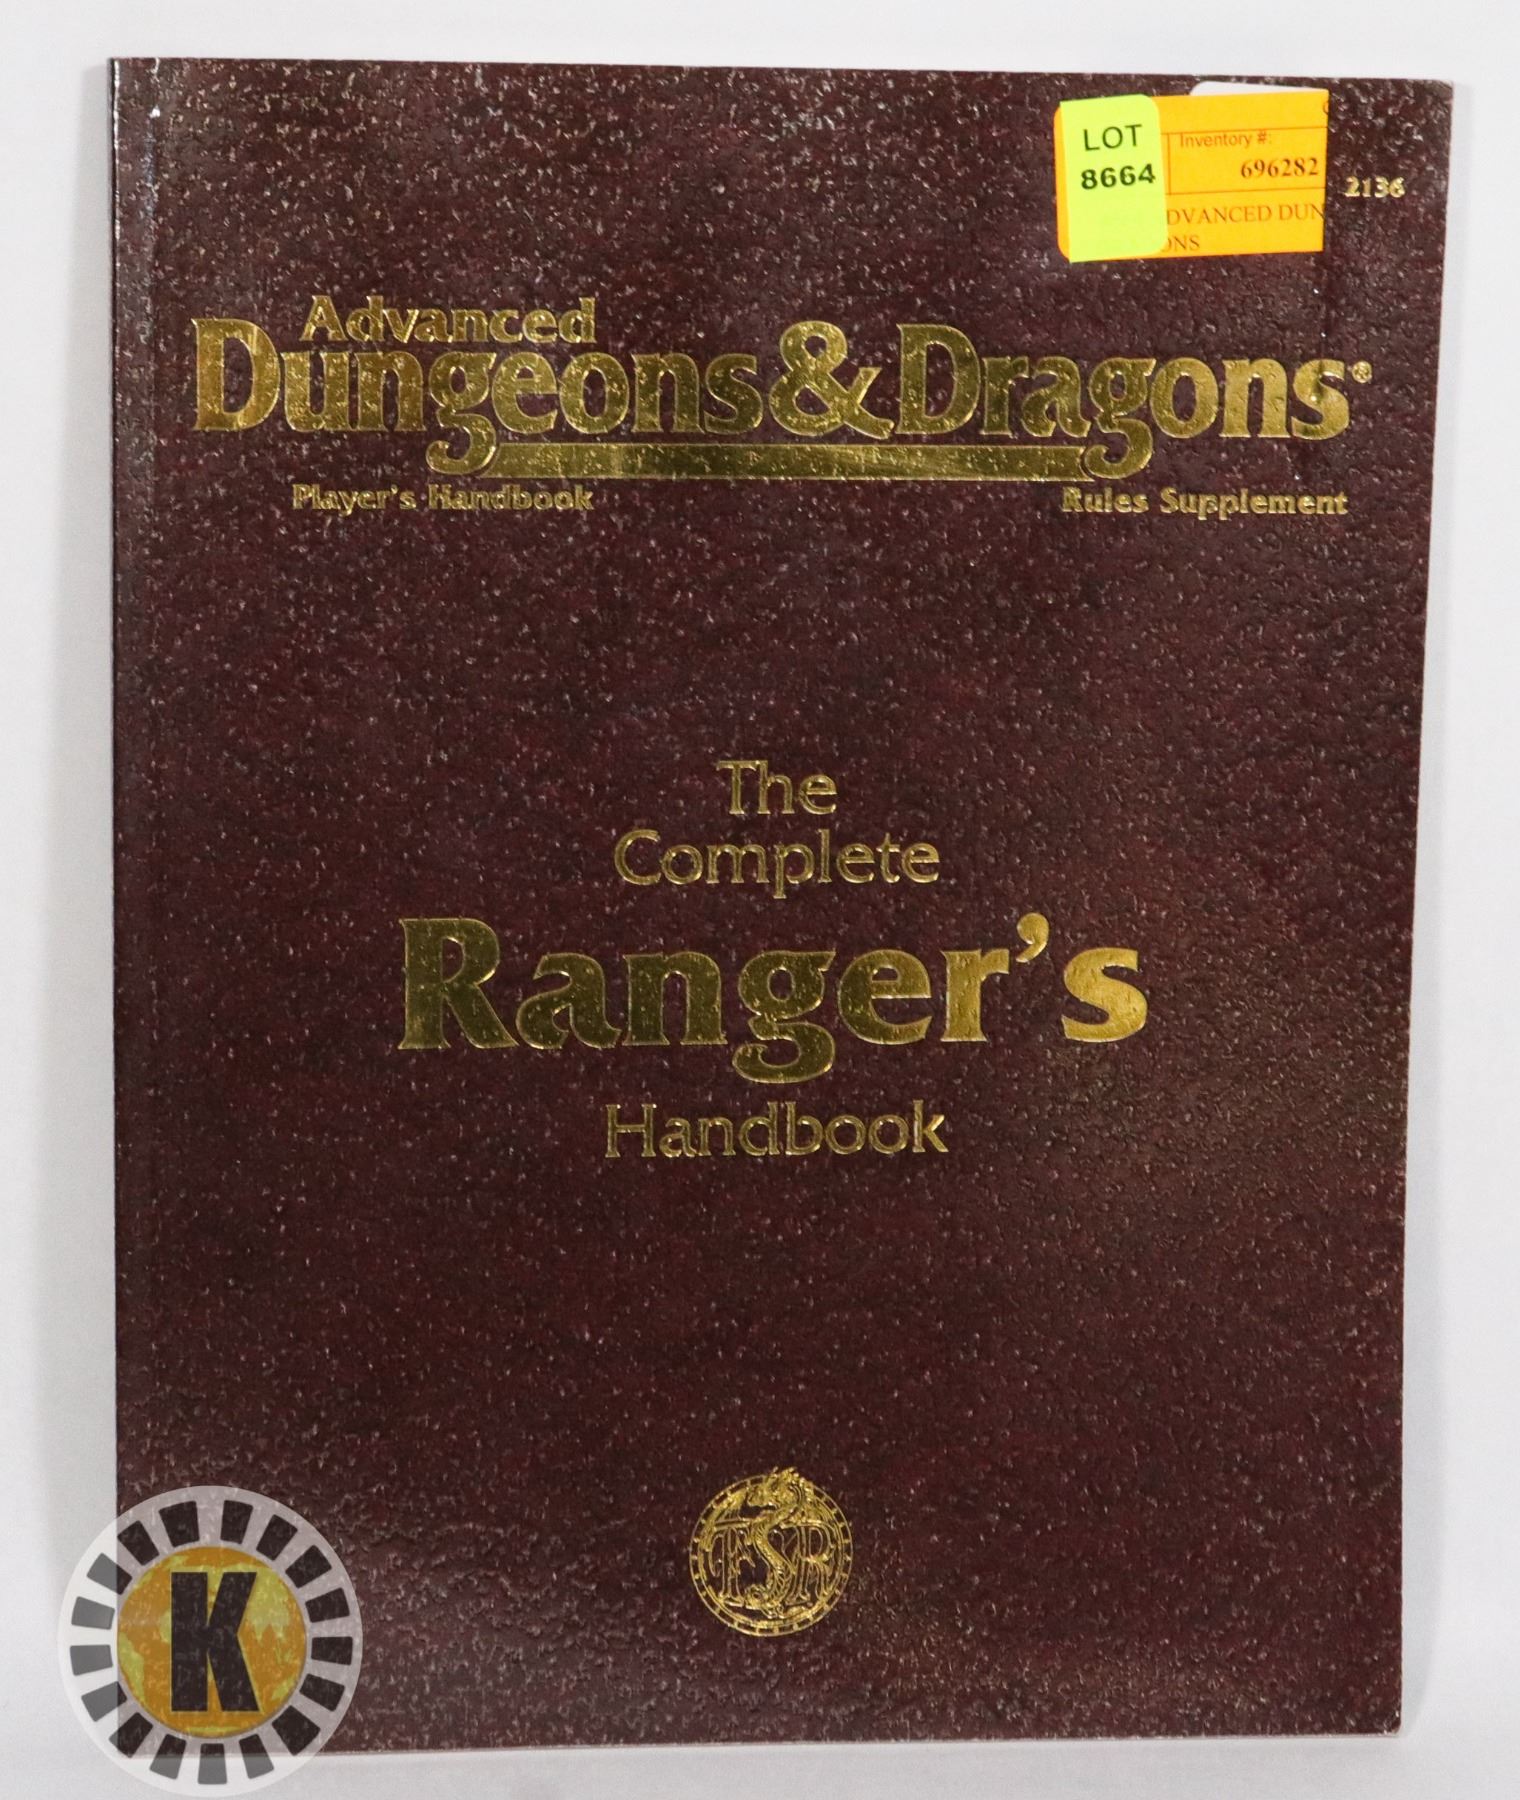 LOT
8664
Inventory #:
696282
DVANCED DUN
ONS
2136
Advanced
Dungeons & Dragons®
Player's Handbook
Rules Supplement
The
Complete
Ranger's
Handbook
TSR
K